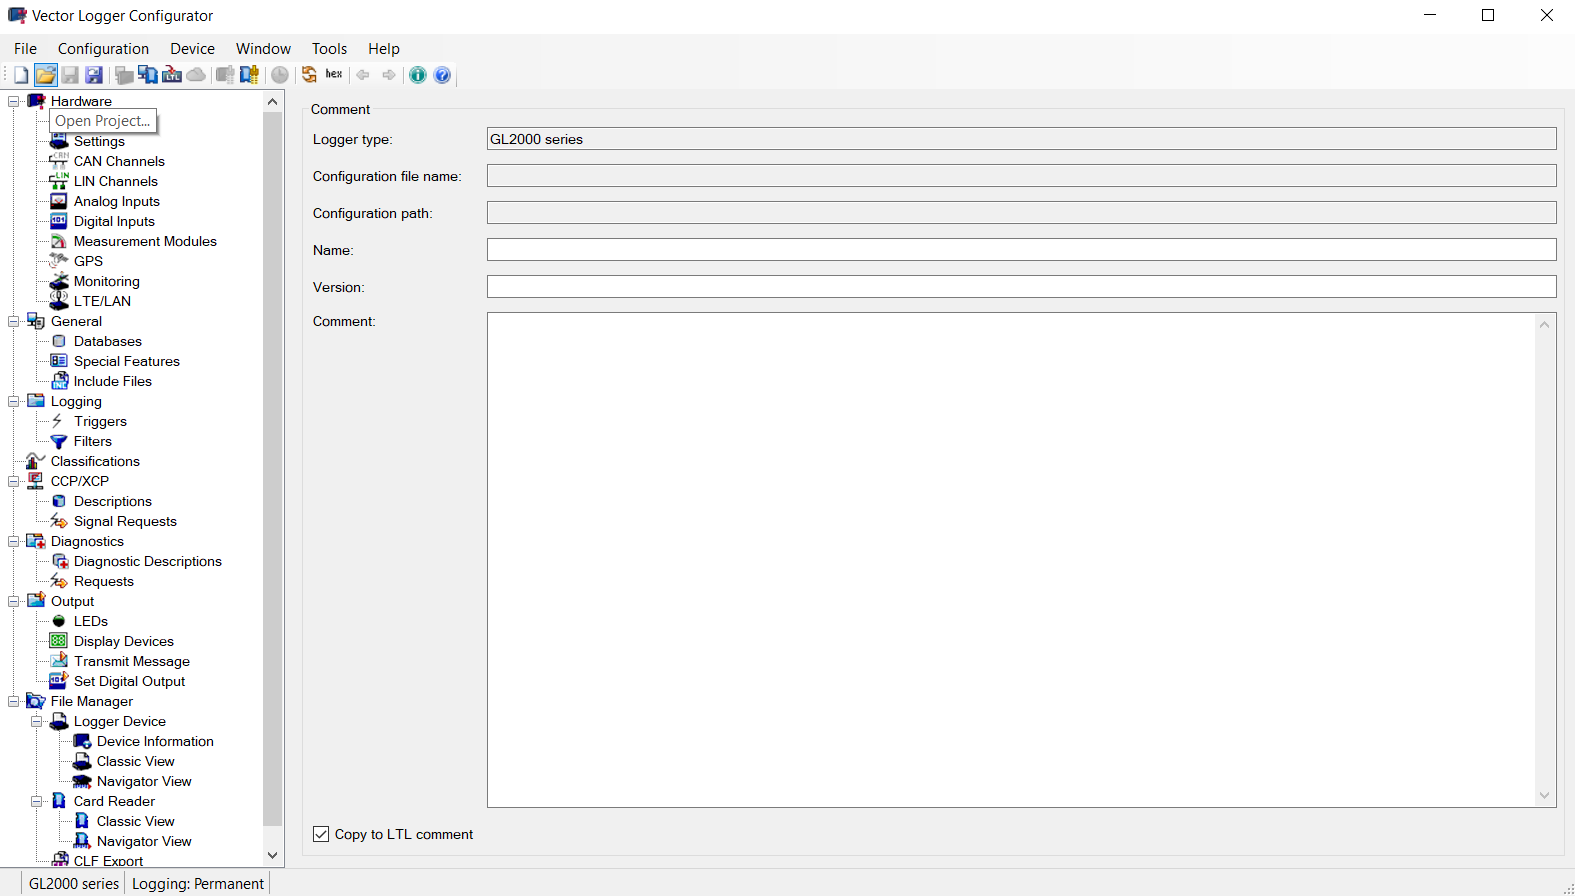 Vector Logger Configurator
File Configuration Device Window Tools Help
LTL hex
Hardware
Open Project...
Settings
CAN Channels
LIN Channels
Analog Inputs
Digital Inputs
Measurement Modules
GPS
Monitoring
LTE/LAN
General
Databases
Special Features
Include Files
Logging
Triggers
Filters
Classifications
CCP/XCP
Descriptions
Signal Requests
Diagnostics
Diagnostic Descriptions
Requests
Output
LEDs
Display Devices
Transmit Message
Set Digital Output
File Manager
Logger Device
Device Information
Classic View
Navigator View
Card Reader
Classic View
Navigator View
CLF Export
Comment
Logger type: GL2000 series
Configuration file name:
Configuration path:
Name:
Version:
Comment:
Copy to LTL comment
GL2000 series Logging: Permanent